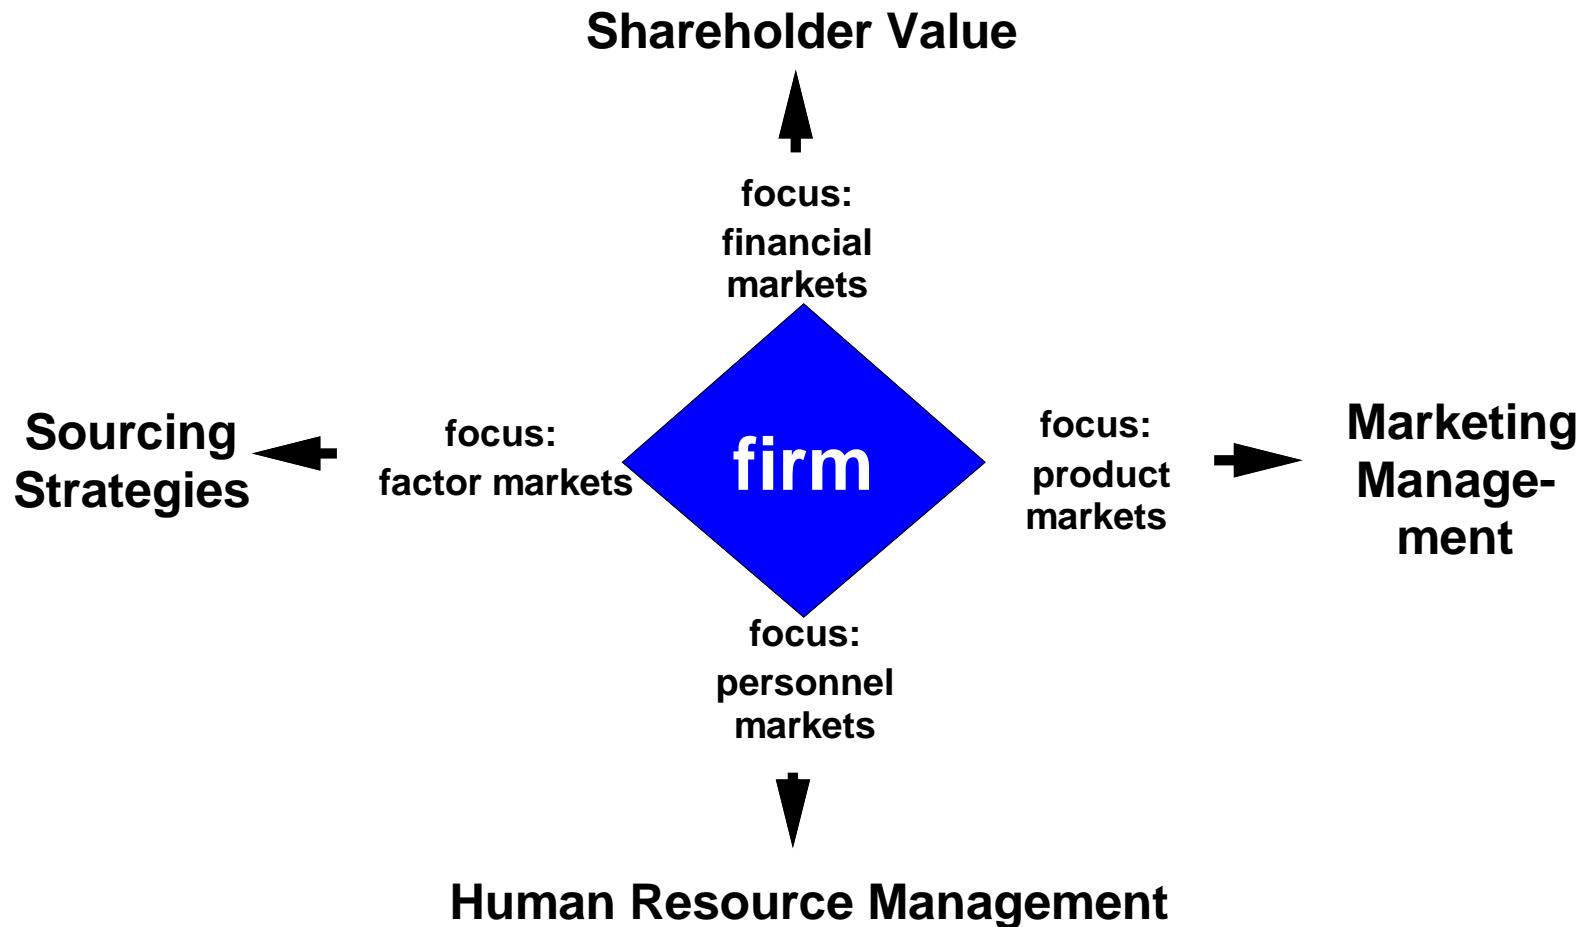 Shareholder Value
focus:
financial
markets
Sourcing
Strategies
focus:
factor markets
firm
focus:
product
markets
Marketing
Manage-
ment
focus:
personnel
markets
Human Resource Management